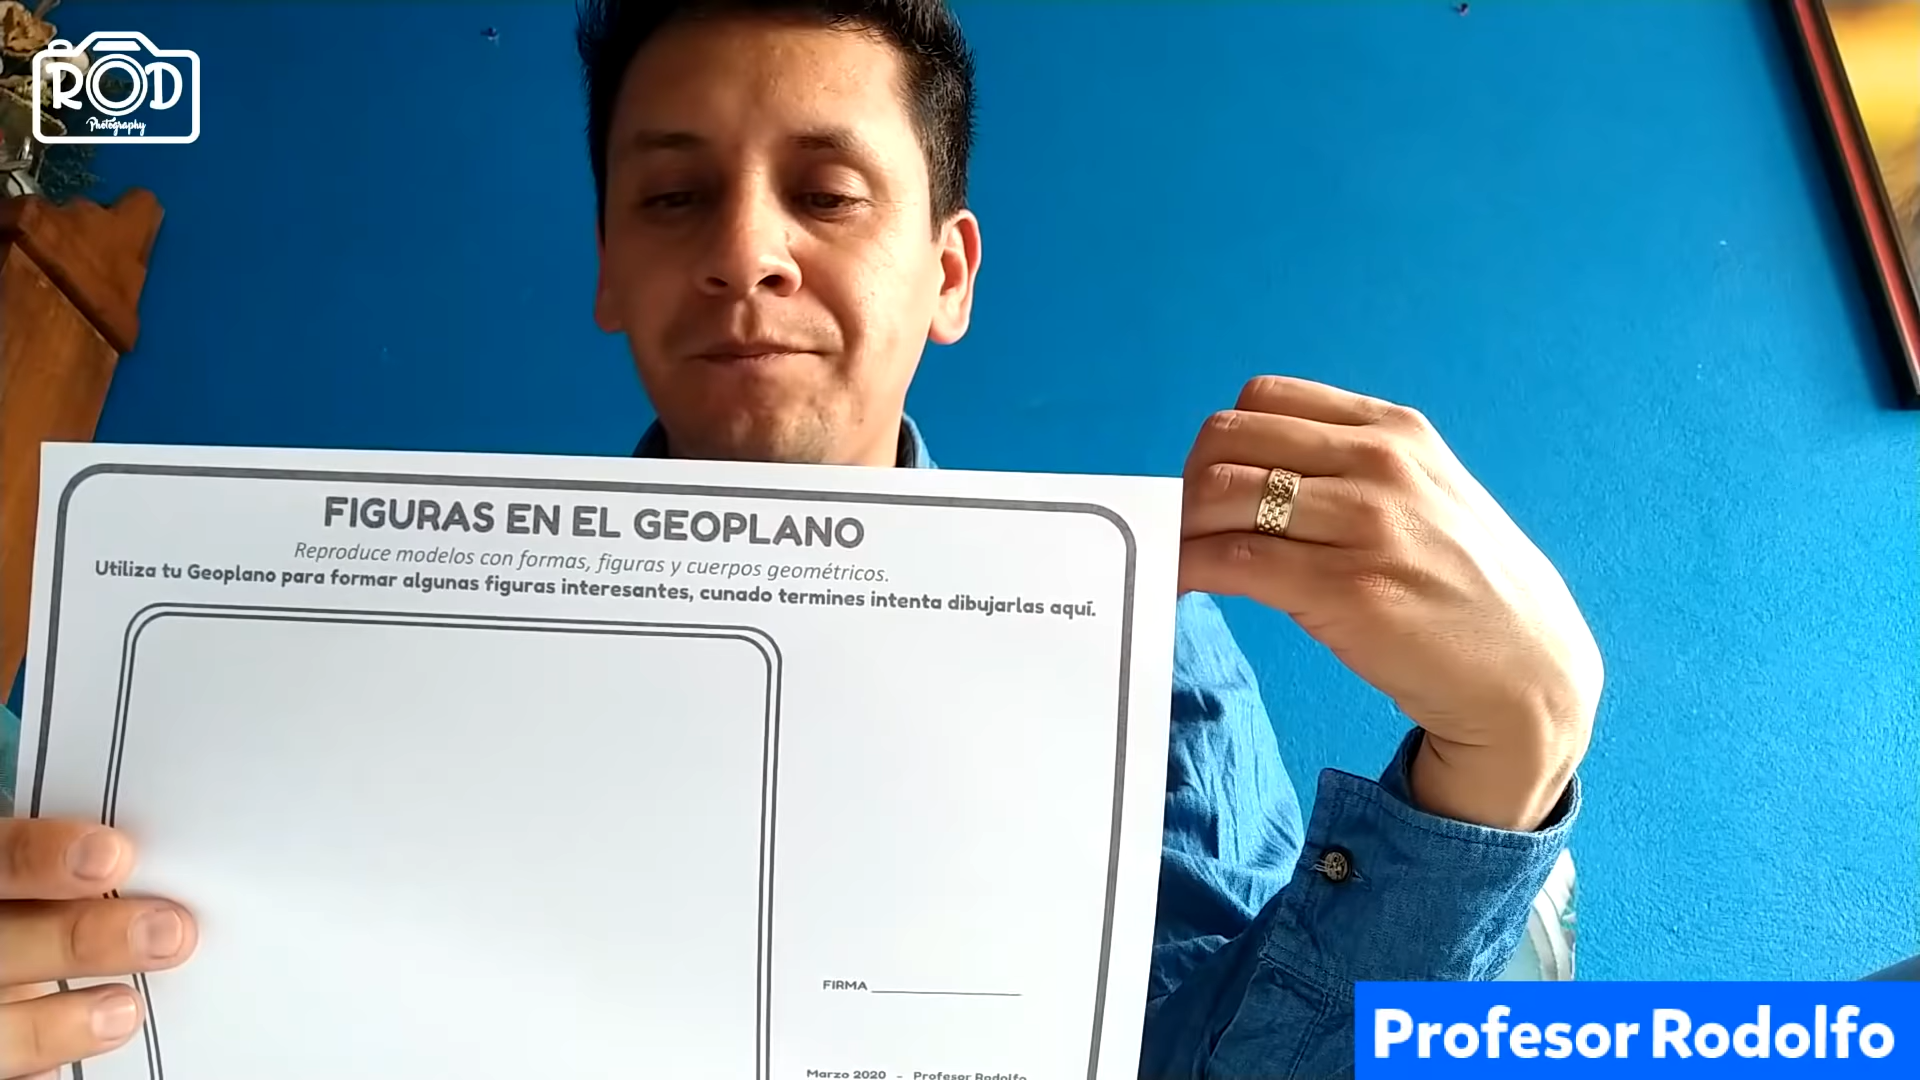 ROD
Photography
FIGURAS EN EL GEOPLANO
Reproduce modelos con formas, figuras y cuerpos geométricos.
Utiliza tu Geoplano para formar algunas figuras interesantes, cunado termines intenta dibujarlas aquí.
FIRMA
Marzo 2020 - Profesor Rodolfo
Profesor Rodolfo